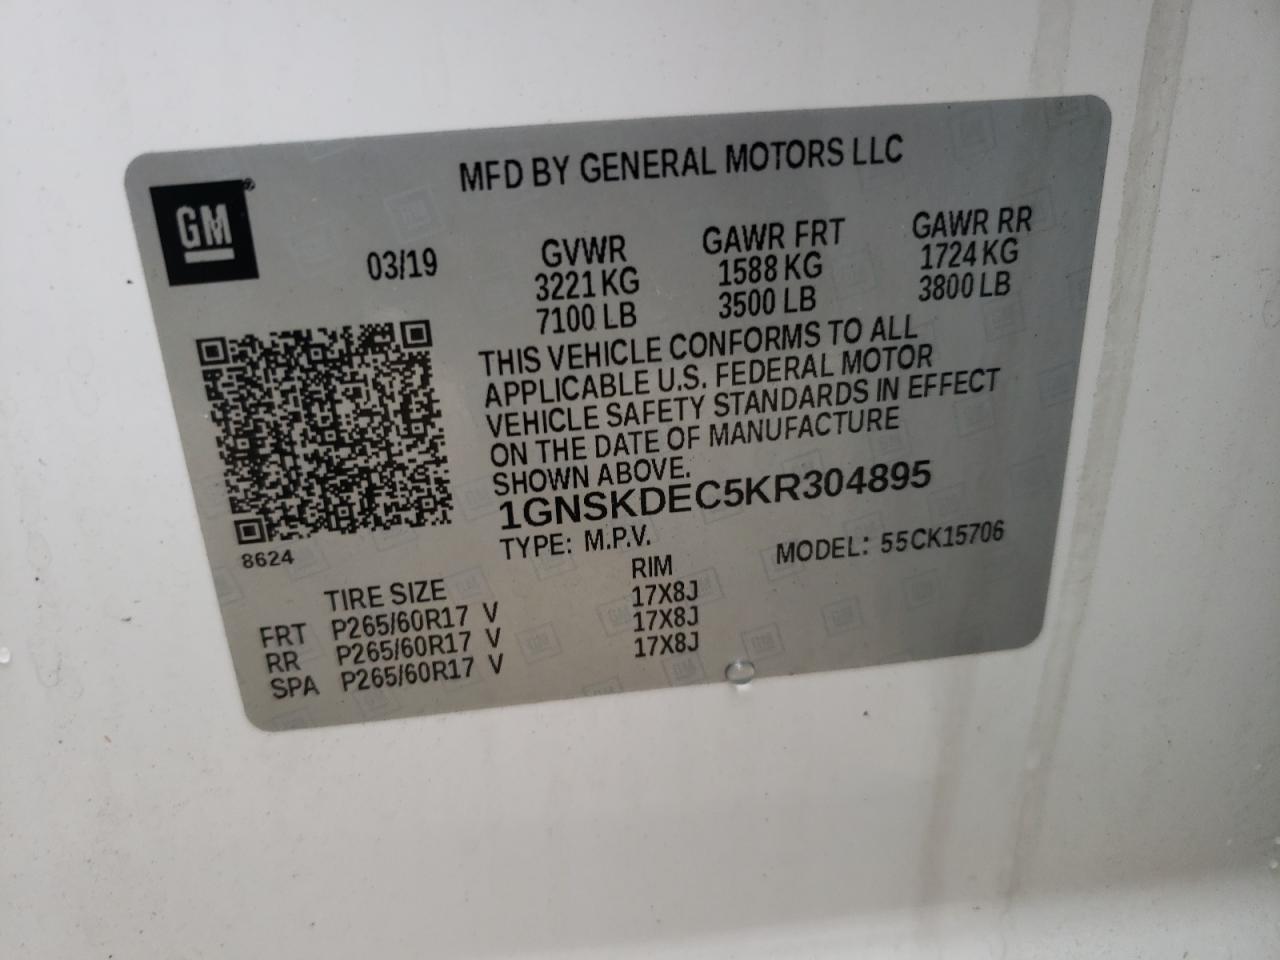 MFD BY GENERAL MOTORS LLC
GM
03/19
GVWR GAWR FRT GAWR RR
3221 KG 1588 KG 1724 KG
7100 LB 3500 LB 3800 LB
THIS VEHICLE CONFORMS TO ALL
APPLICABLE U.S. FEDERAL MOTOR
VEHICLE SAFETY STANDARDS IN EFFECT
ON THE DATE OF MANUFACTURE
SHOWN ABOVE.
1GNSKDEC5KR304895
8624
TYPE: M.P.V. MODEL: 55CK15706
TIRE SIZE RIM
FRT P265/60R17 V 17X8J
RR P265/60R17 V 17X8J
SPA P265/60R17 V 17X8J